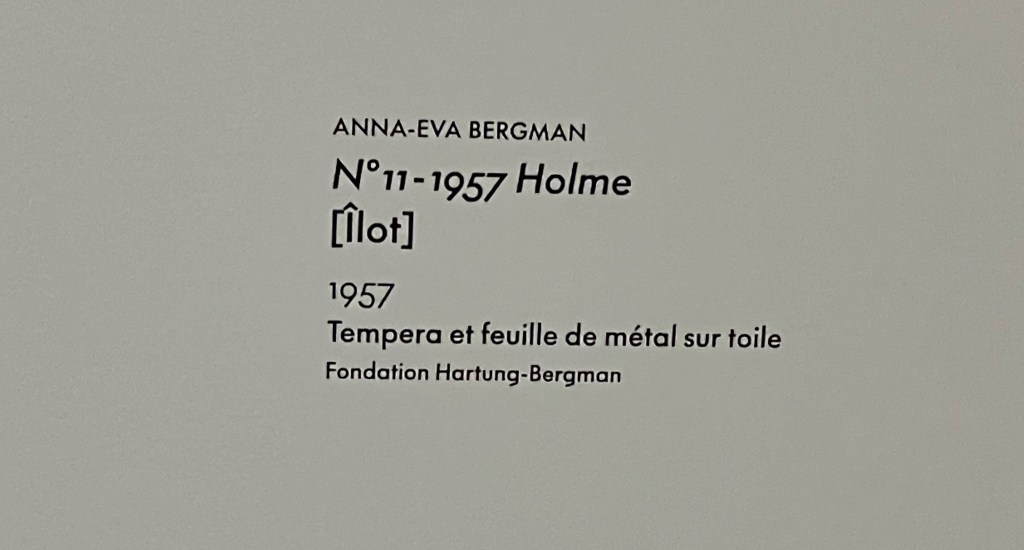 ANNA-EVA BERGMAN
N°11-1957 Holme
[Îlot]
1957
Tempera et feuille de métal sur toile
Fondation Hartung-Bergman